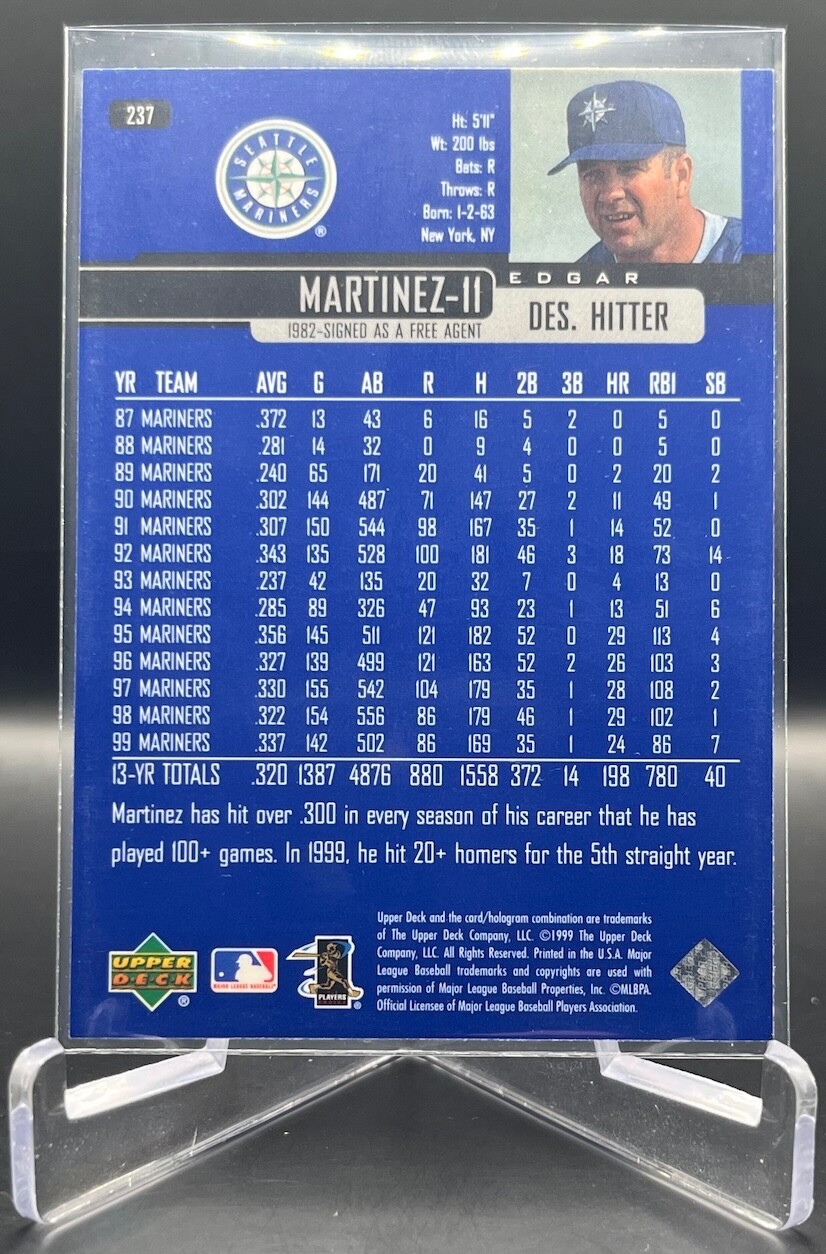 237
SEATTLE MARINERS ®
Ht: 5'11"
Wt: 200 lbs
Bats: R
Throws: R
Born: 1-2-63
New York, NY
EDGAR
MARTINEZ-11
DES. HITTER
1982-SIGNED AS A FREE AGENT
YR TEAM AVG G AB R H 2B 3B HR RBI SB
87 MARINERS .372 13 43 6 16 5 2 0 5 0
88 MARINERS .281 14 32 0 9 4 0 0 5 0
89 MARINERS .240 65 171 20 41 5 0 2 20 2
90 MARINERS .302 144 487 71 147 27 2 11 49 1
91 MARINERS .307 150 544 98 167 35 1 14 52 0
92 MARINERS .343 135 528 100 181 46 3 18 73 14
93 MARINERS .237 42 135 20 32 7 0 4 13 0
94 MARINERS .285 89 326 47 93 23 1 13 51 6
95 MARINERS .356 145 511 121 182 52 0 29 113 4
96 MARINERS .327 139 499 121 163 52 2 26 103 3
97 MARINERS .330 155 542 104 179 35 1 28 108 2
98 MARINERS .322 154 556 86 179 46 1 29 102 1
99 MARINERS .337 142 502 86 169 35 1 24 86 7
13-YR TOTALS .320 1387 4876 880 1558 372 14 198 780 40
Martinez has hit over .300 in every season of his career that he has
played 100+ games. In 1999, he hit 20+ homers for the 5th straight year.
Upper Deck and the card/hologram combination are trademarks
of The Upper Deck Company, LLC. ©1999 The Upper Deck
Company, LLC. All Rights Reserved. Printed in the U.S.A. Major
League Baseball trademarks and copyrights are used with
permission of Major League Baseball Properties, Inc. ©MLBPA.
Official Licensee of Major League Baseball Players Association.
UPPER
DECK ®
MAJOR LEAGUE BASEBALL
PLAYERS
®